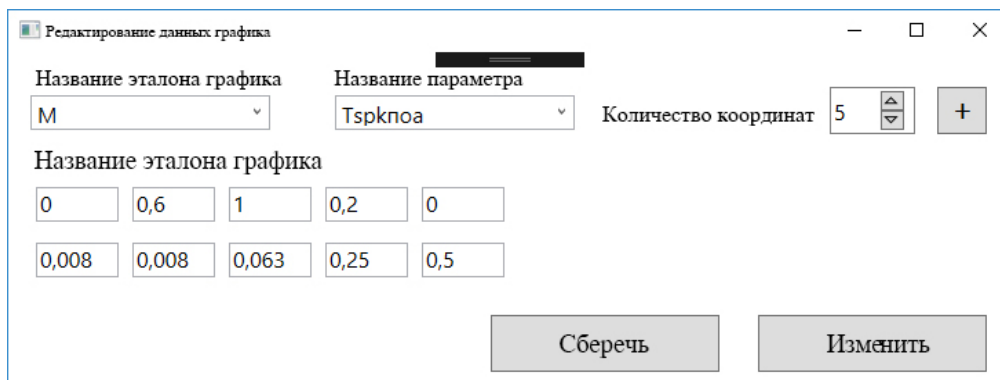 Редактирование данных графика
Название эталона графика Название параметра
М Tsрkпоа Количество координат 5 +
Название эталона графика
0 0,6 1 0,2 0
0,008 0,008 0,063 0,25 0,5
Сберечь Изменить